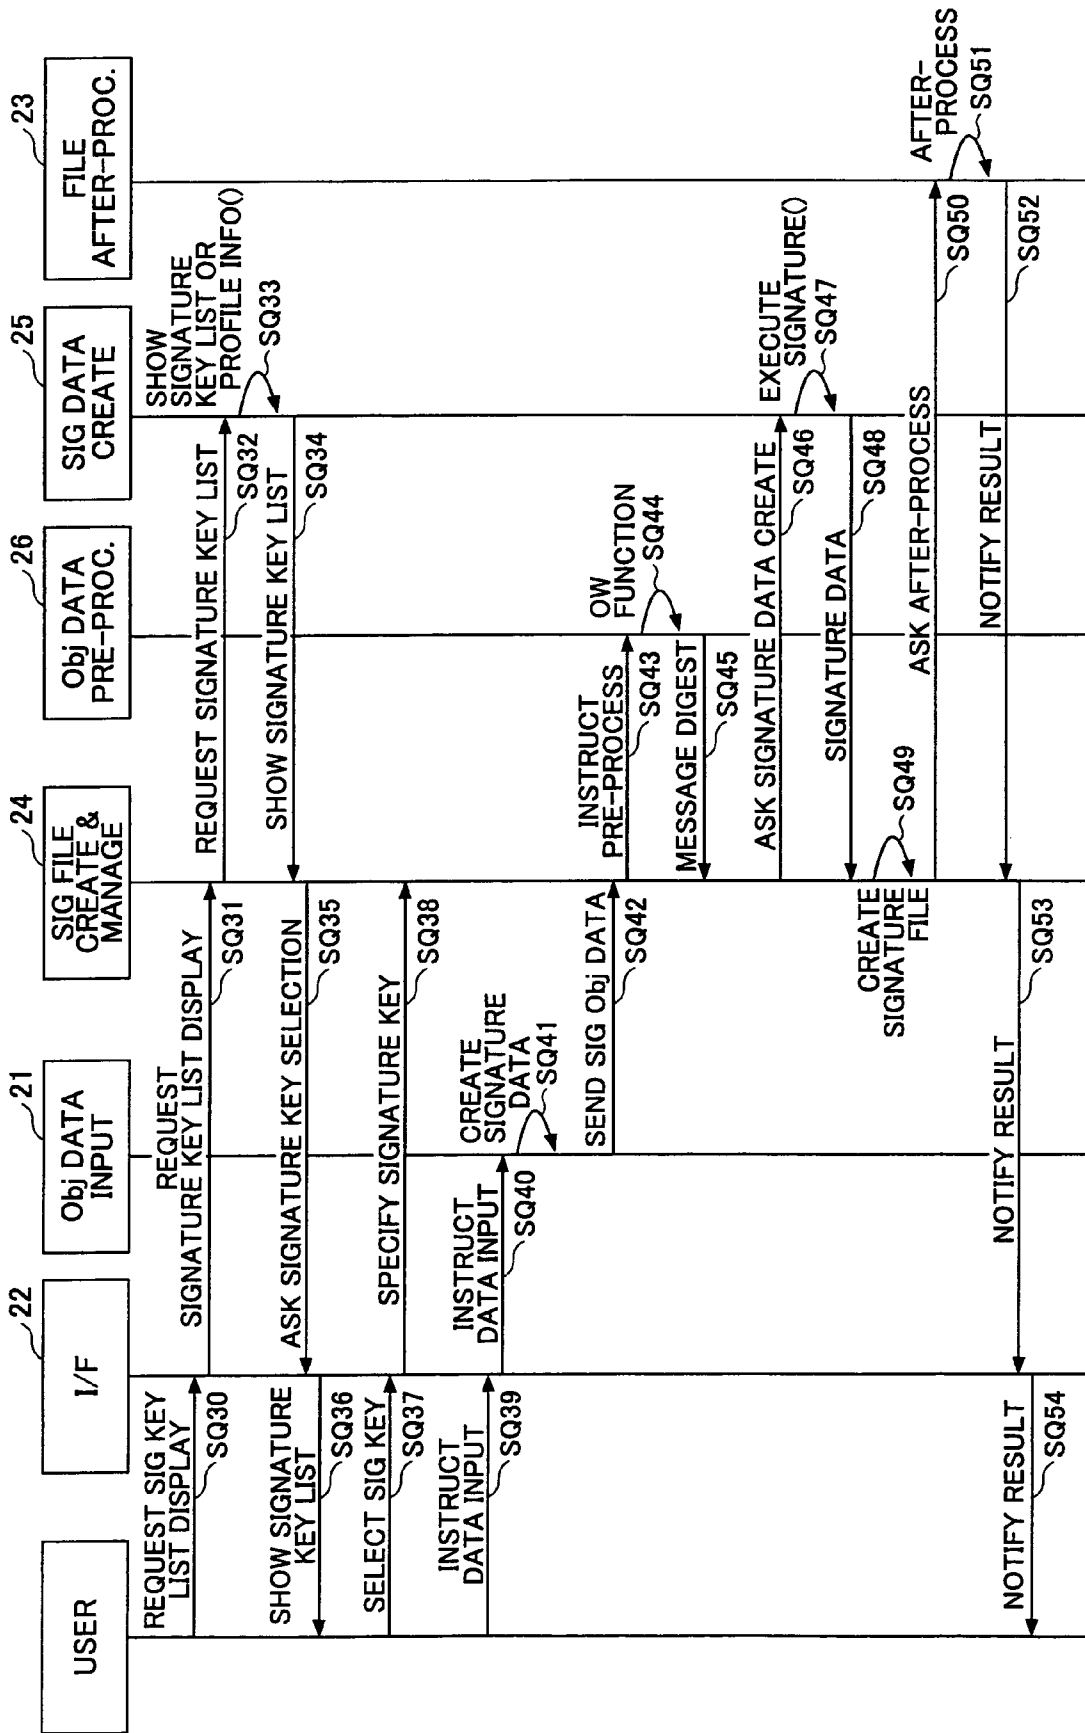 USER
22
I/F
21
Obj DATA
INPUT
24
SIG FILE
CREATE &
MANAGE
26
Obj DATA
PRE-PROC.
25
SIG DATA
CREATE
23
FILE
AFTER-PROC.
REQUEST SIG KEY
LIST DISPLAY
SQ30
REQUEST
SIGNATURE KEY LIST DISPLAY
SQ31
REQUEST SIGNATURE KEY LIST
SQ32
SHOW
SIGNATURE
KEY LIST OR
PROFILE INFO()
SQ33
SHOW SIGNATURE KEY LIST
SQ34
ASK SIGNATURE KEY SELECTION
SQ35
SHOW SIGNATURE
KEY LIST
SQ36
SELECT SIG KEY
SQ37
SPECIFY SIGNATURE KEY
SQ38
INSTRUCT
DATA INPUT
SQ39
INSTRUCT
DATA INPUT
SQ40
CREATE
SIGNATURE
DATA
SQ41
SEND SIG Obj DATA
SQ42
INSTRUCT
PRE-PROCESS
SQ43
OW
FUNCTION
SQ44
MESSAGE DIGEST
SQ45
ASK SIGNATURE DATA CREATE
SQ46
EXECUTE
SIGNATURE()
SQ47
SIGNATURE DATA
SQ48
CREATE
SIGNATURE
FILE
SQ49
ASK AFTER-PROCESS
SQ50
AFTER-
PROCESS
SQ51
NOTIFY RESULT
SQ52
NOTIFY RESULT
SQ53
NOTIFY RESULT
SQ54